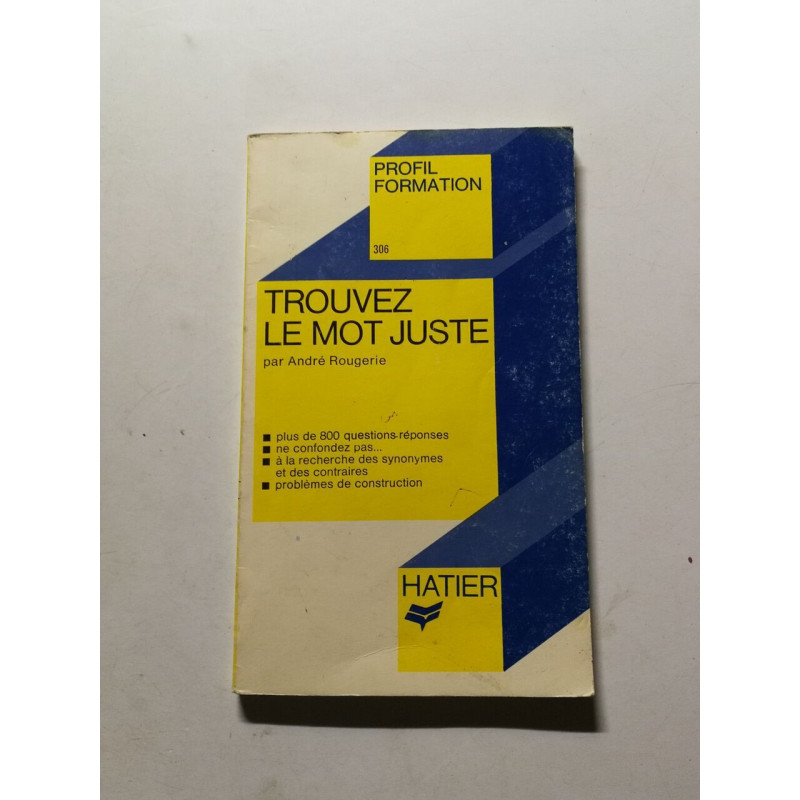 PROFIL
FORMATION
306
TROUVEZ
LE MOT JUSTE
par André Rougerie
■ plus de 800 questions-réponses
■ ne confondez pas...
■ à la recherche des synonymes
et des contraires
■ problèmes de construction
HATIER